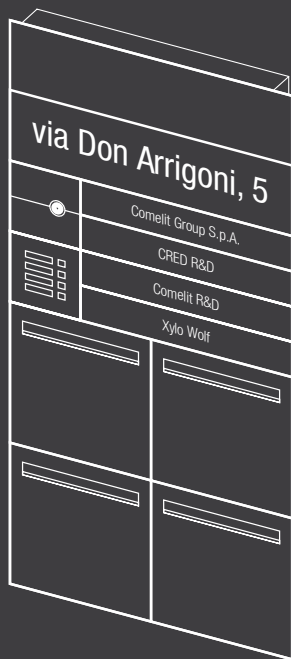 via Don Arrigoni, 5
Comelit Group S.p.A.
CRED R&D
Comelit R&D
Xylo Wolf